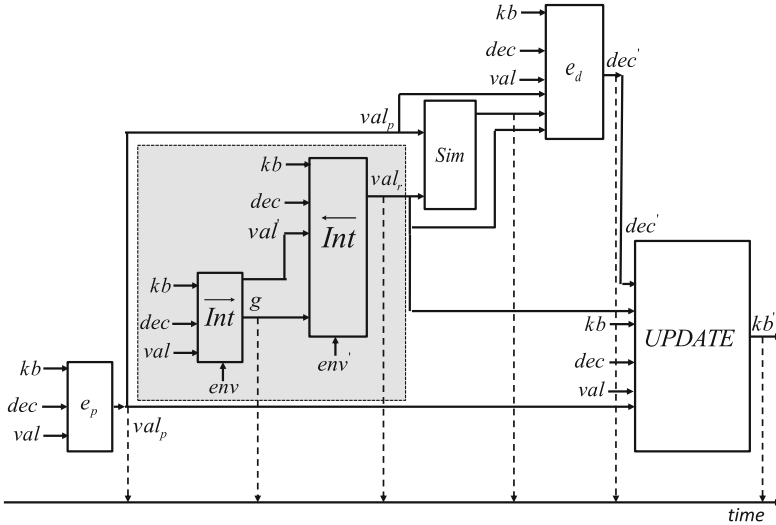 kb
dec
val
e_d
dec'
val_p
Sim
kb
dec
val'
val_r
Int
env'
kb
dec
val
Int
g
env
dec'
kb
dec
val
UPDATE
kb'
kb
dec
val
e_p
val_p
time